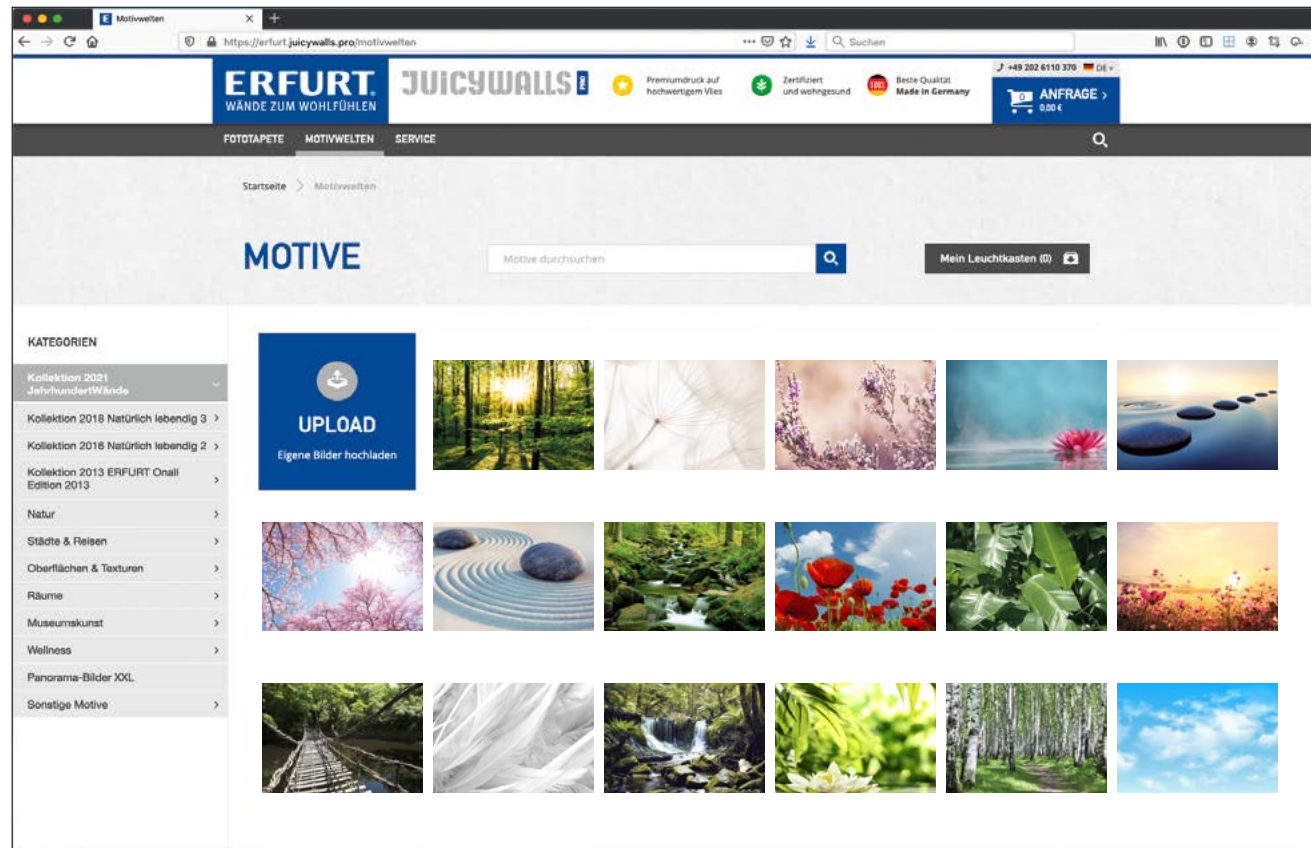 Motivwelten
https://erfurt.juicywalls.pro/motivwelten
Suchen
ERFURT
WÄNDE ZUM WOHLFÜHLEN
JUICYWALLS PRO
Premiumdruck auf
hochwertigem Vlies
Zertifiziert
und wohngesund
100%
Beste Qualität
Made in Germany
+49 202 6110 370
DE
0
ANFRAGE
0,00 €
FOTOTAPETE MOTIVWELTEN SERVICE
Startseite > Motivwelten
MOTIVE
Motive durchsuchen
Mein Leuchtkasten (0)
KATEGORIEN
Kollektion 2021
JahrhundertWände
Kollektion 2018 Natürlich lebendig 3
Kollektion 2016 Natürlich lebendig 2
Kollektion 2013 ERFURT Onall
Edition 2013
Natur
Städte & Reisen
Oberflächen & Texturen
Räume
Museumskunst
Wellness
Panorama-Bilder XXL
Sonstige Motive
UPLOAD
Eigene Bilder hochladen